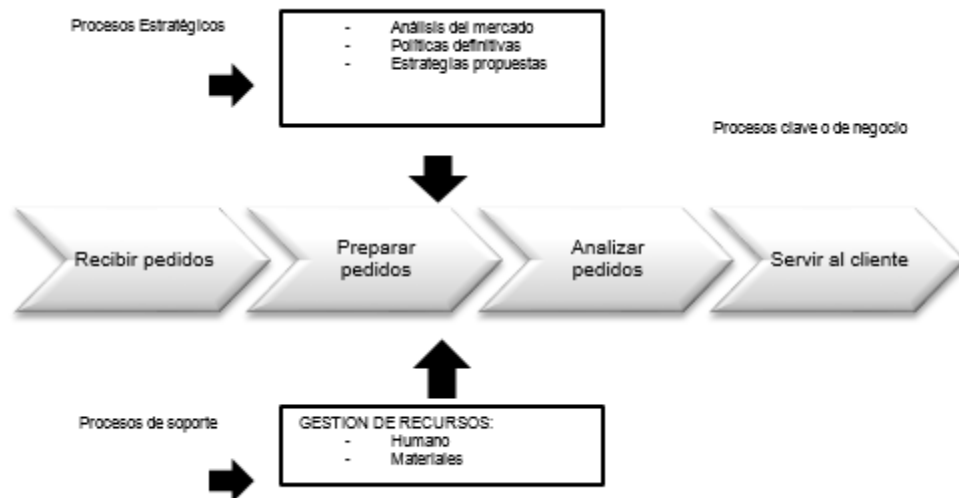 Procesos Estratégicos
- Análisis del mercado
- Políticas definitivas
- Estrategias propuestas
Procesos clave o de negocio
Recibir pedidos
Preparar
pedidos
Analizar
pedidos
Servir al cliente
Procesos de soporte
GESTION DE RECURSOS:
- Humano
- Materiales